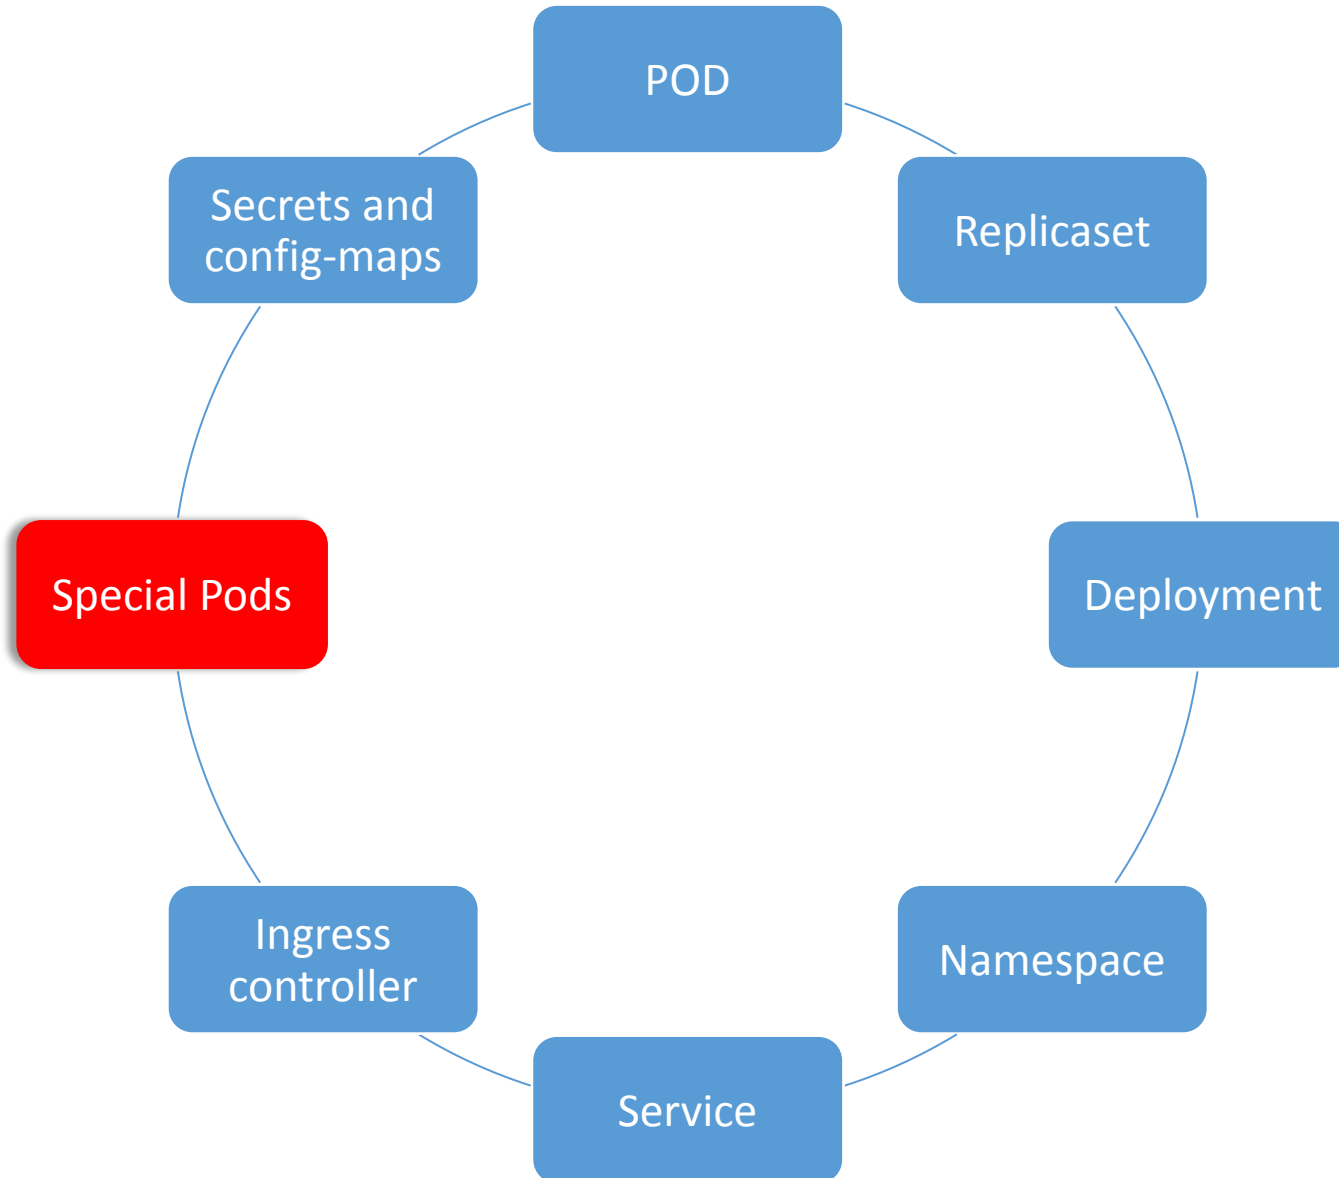 POD
Replicaset
Deployment
Namespace
Service
Ingress
controller
Special Pods
Secrets and
config-maps